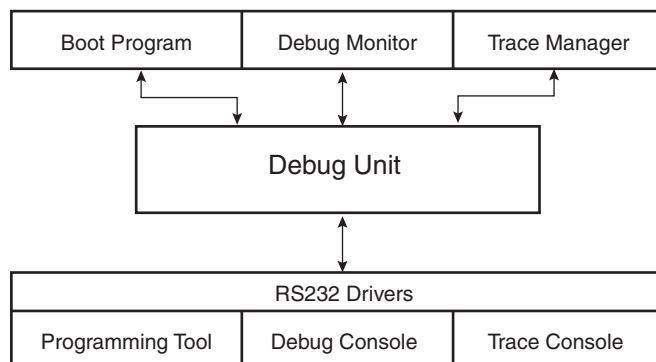 Boot Program
Debug Monitor
Trace Manager
Debug Unit
RS232 Drivers
Programming Tool
Debug Console
Trace Console